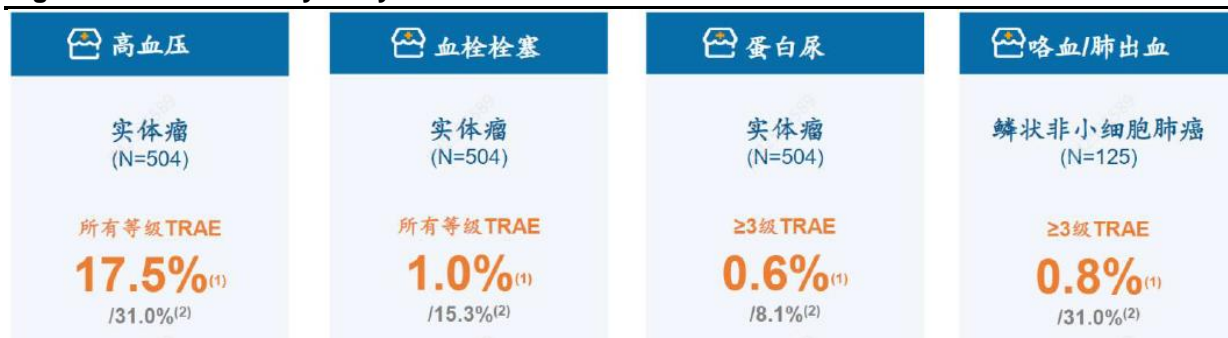 高血压
实体瘤
(N=504)
所有等级TRAE
17.5%(1)
/31.0%(2)
血栓栓塞
实体瘤
(N=504)
所有等级TRAE
1.0%(1)
/15.3%(2)
蛋白尿
实体瘤
(N=504)
≥3级TRAE
0.6%(1)
/8.1%(2)
咯血/肺出血
鳞状非小细胞肺癌
(N=125)
≥3级TRAE
0.8%(1)
/31.0%(2)